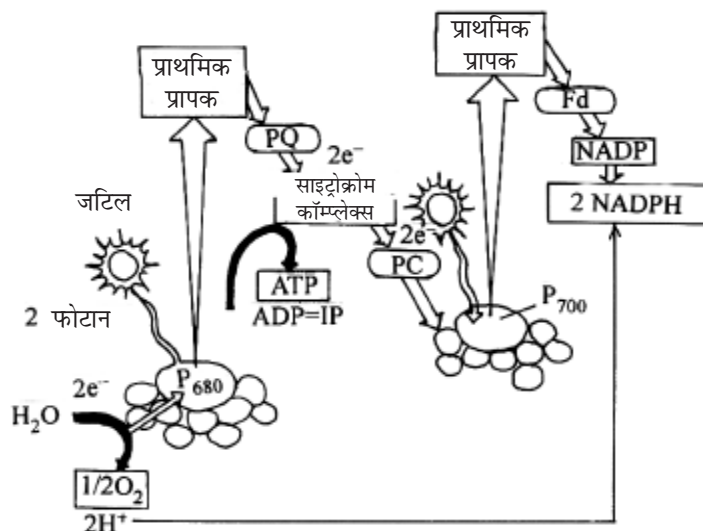 प्राथमिक
प्रापक
PQ
2e⁻
साइट्रोक्रोम
कॉम्प्लेक्स
2e⁻
PC
ATP
ADP=IP
जटिल
2 फोटान
P₆₈₀
2e⁻
H₂O
1/2O₂
2H⁺
प्राथमिक
प्रापक
Fd
NADP
2 NADPH
P₇₀₀